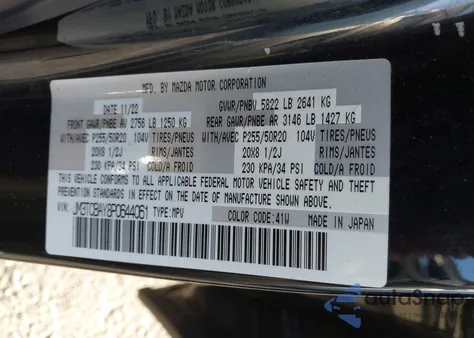 MFD. BY MAZDA MOTOR CORPORATION
DATE 11/22 GVWR/PNBV 5822 LB 2641 KG
FRONT GAWR/PNBE AV 2756 LB 1250 KG REAR GAWR/PNBE AR 3146 LB 1427 KG
WITH/AVEC P255/50R20 104V TIRES/PNEUS WITH/AVEC P255/50R20 104V TIRES/PNEUS
20X8 1/2J RIMS/JANTES 20X8 1/2J RIMS/JANTES
230 KPA/34 PSI COLD/A FROID 230 KPA/34 PSI COLD/A FROID
THIS VEHICLE CONFORMS TO ALL APPLICABLE FEDERAL MOTOR VEHICLE SAFETY, BUMPER, AND THEFT
PREVENTION STANDARDS IN EFFECT ON THE DATE OF MANUFACTURE SHOWN ABOVE.
VIN: JM3TCBAY8P0644061 TYPE: MPV COLOR CODE: 41W MADE IN JAPAN
autoSnap